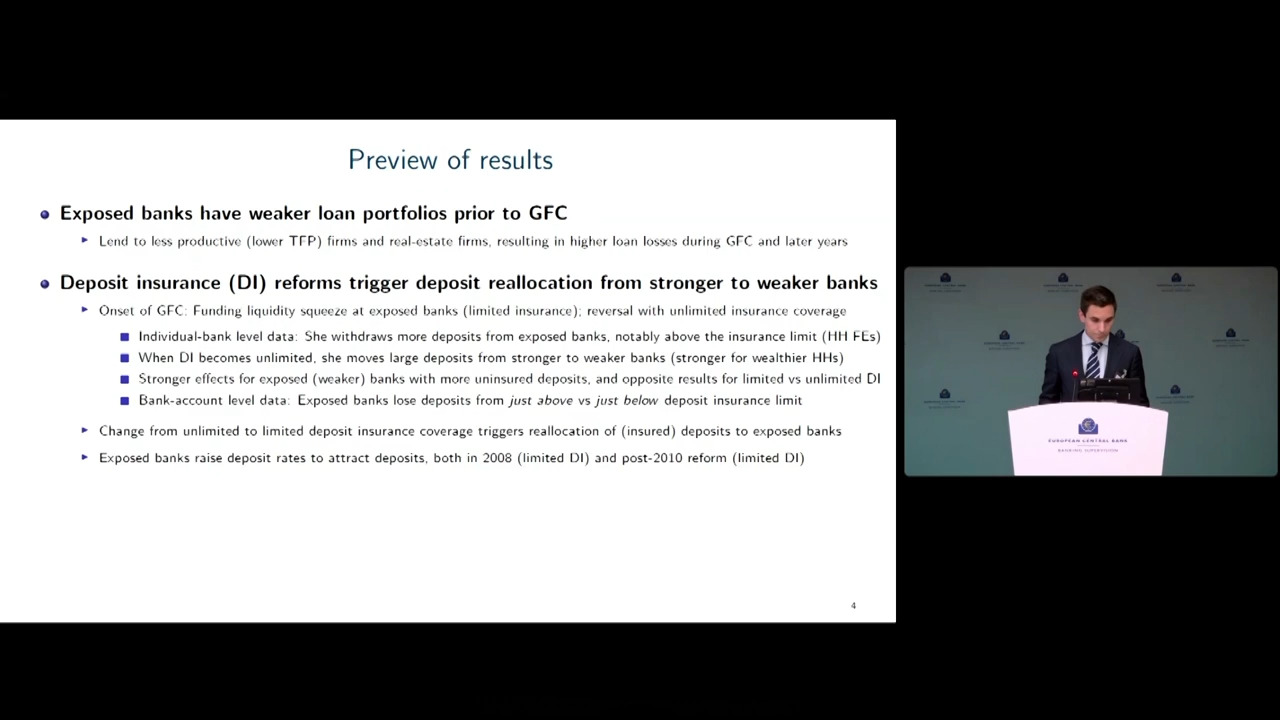 Preview of results
Exposed banks have weaker loan portfolios prior to GFC
Lend to less productive (lower TFP) firms and real-estate firms, resulting in higher loan losses during GFC and later years
Deposit insurance (DI) reforms trigger deposit reallocation from stronger to weaker banks
Onset of GFC: Funding liquidity squeeze at exposed banks (limited insurance); reversal with unlimited insurance coverage
Individual-bank level data: She withdraws more deposits from exposed banks, notably above the insurance limit (HH FEs)
When DI becomes unlimited, she moves large deposits from stronger to weaker banks (stronger for wealthier HHs)
Stronger effects for exposed (weaker) banks with more uninsured deposits, and opposite results for limited vs unlimited DI
Bank-account level data: Exposed banks lose deposits from just above vs just below deposit insurance limit
Change from unlimited to limited deposit insurance coverage triggers reallocation of (insured) deposits to exposed banks
Exposed banks raise deposit rates to attract deposits, both in 2008 (limited DI) and post-2010 reform (limited DI)
4
EUROPEAN CENTRAL BANK
BANKING SUPERVISION